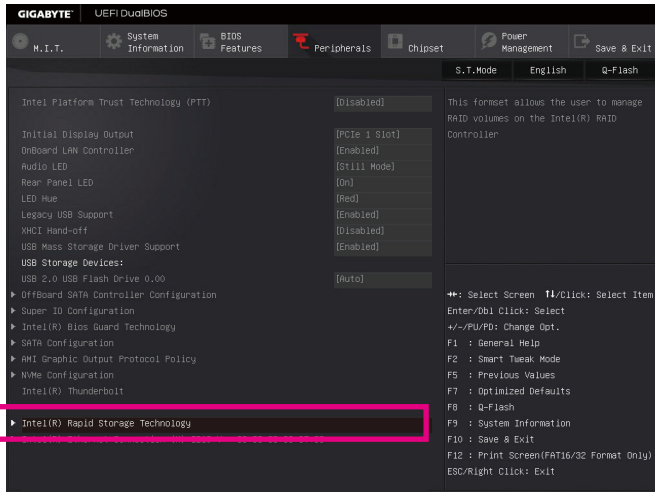 GIGABYTE™ UEFI DualBIOS
M.I.T. System Information BIOS Features Peripherals Chipset Power Management Save & Exit
S.T.Mode English Q-Flash
Intel Platform Trust Technology (PTT) [Disabled]
Initial Display Output [PCIe 1 Slot]
OnBoard LAN Controller [Enabled]
Audio LED [Still Mode]
Rear Panel LED [On]
LED Hue [Red]
Legacy USB Support [Enabled]
XHCI Hand-off [Disabled]
USB Mass Storage Driver Support [Enabled]
USB Storage Devices:
USB 2.0 USB Flash Drive 0.00 [Auto]
OffBoard SATA Controller Configuration
Super IO Configuration
Intel(R) Bios Guard Technology
SATA Configuration
AMI Graphic Output Protocol Policy
NVMe Configuration
Intel(R) Thunderbolt
Intel(R) Rapid Storage Technology
This formset allows the user to manage
RAID volumes on the Intel(R) RAID
Controller
↔: Select Screen ↑↓/Click: Select Item
Enter/Dbl Click: Select
+/-/PU/PD: Change Opt.
F1 : General Help
F2 : Smart Tweak Mode
F5 : Previous Values
F7 : Optimized Defaults
F8 : Q-Flash
F9 : System Information
F10 : Save & Exit
F12 : Print Screen(FAT16/32 Format Only)
ESC/Right Click: Exit